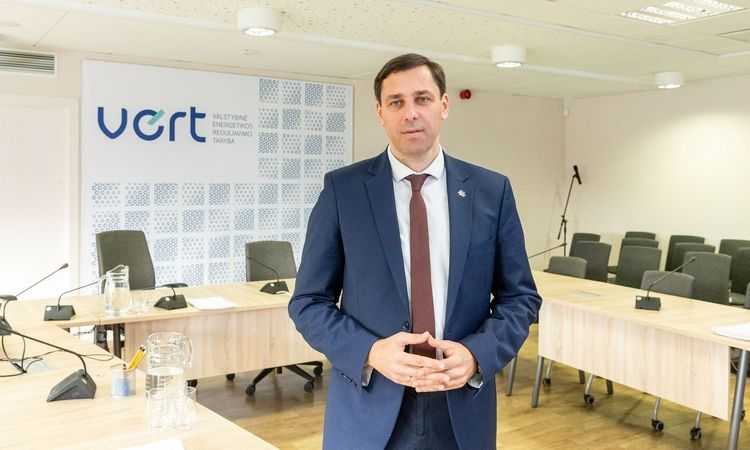 vert
VALSTYBINĖ
ENERGETIKOS
REGULIAVIMO
TARYBA